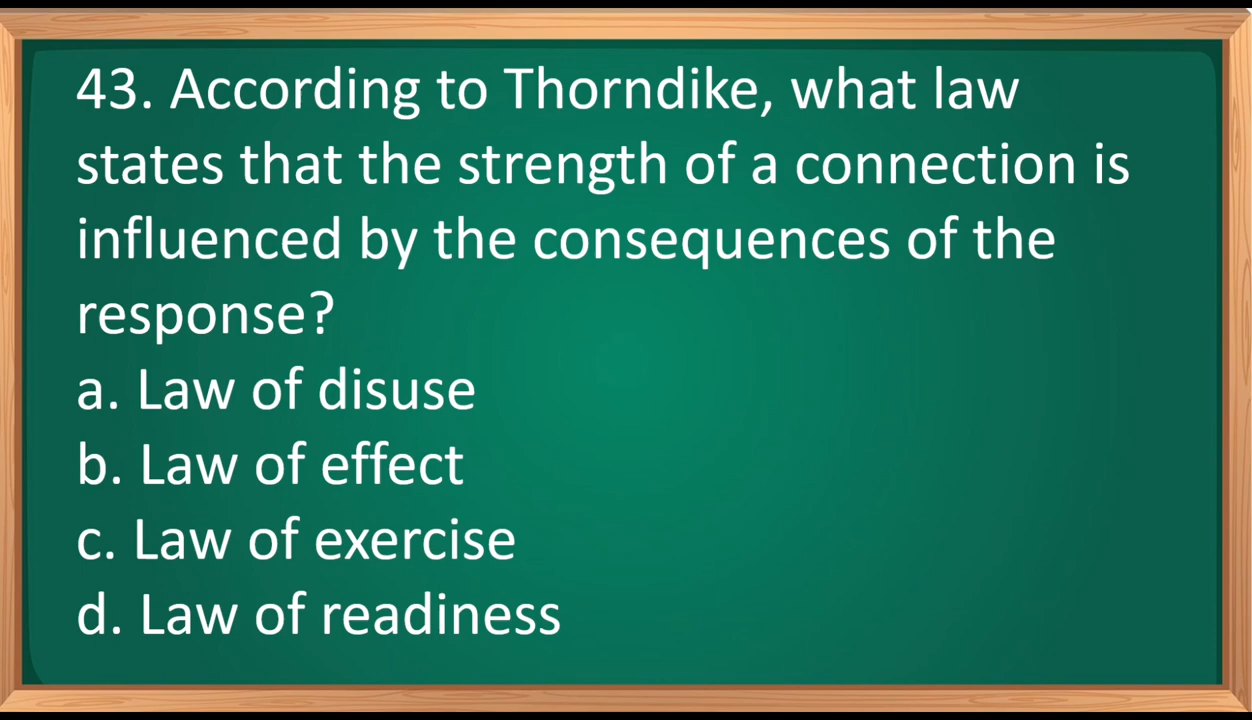 43. According to Thorndike, what law
states that the strength of a connection is
influenced by the consequences of the
response?
a. Law of disuse
b. Law of effect
c. Law of exercise
d. Law of readiness